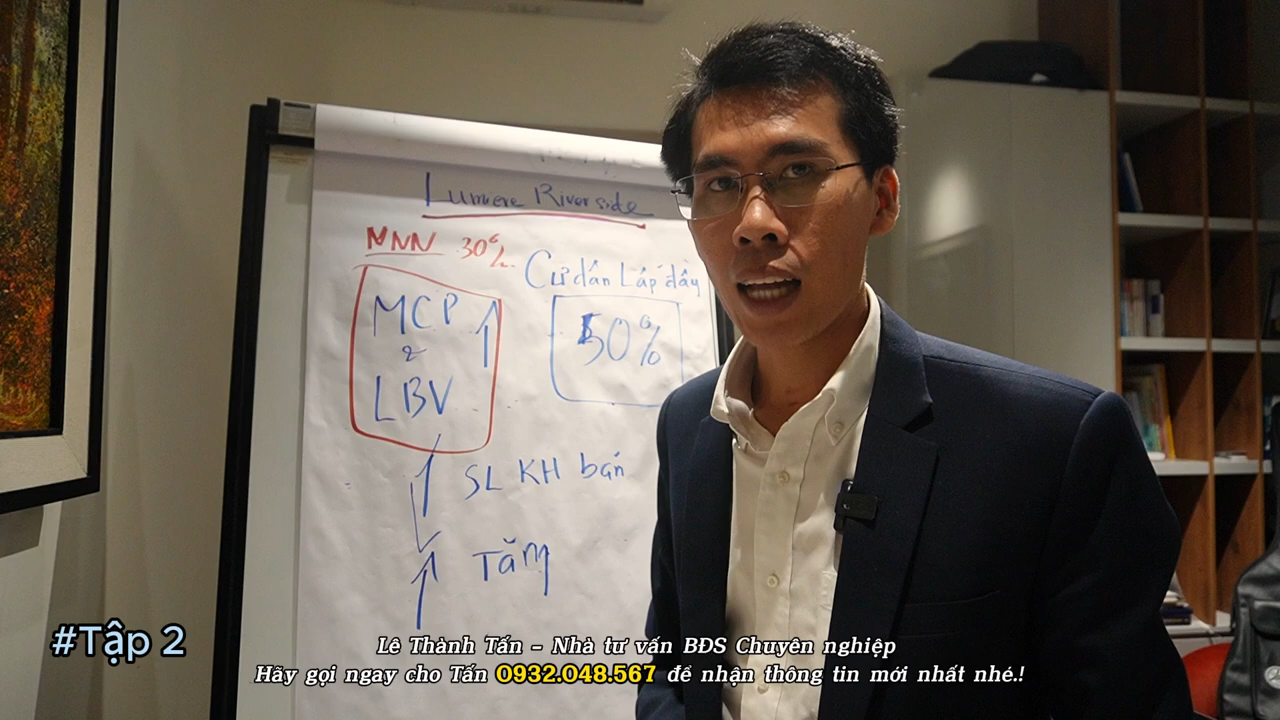 Lumiere Riverside
NNN 30%
Cư dân Lấp đầy
MCP
&
LBV
50%
SL KH bán
Tăng
#Tập 2
Lê Thành Tấn – Nhà tư vấn BĐS Chuyên nghiệp
Hãy gọi ngay cho Tấn 0932.048.567 để nhận thông tin mới nhất nhé.!